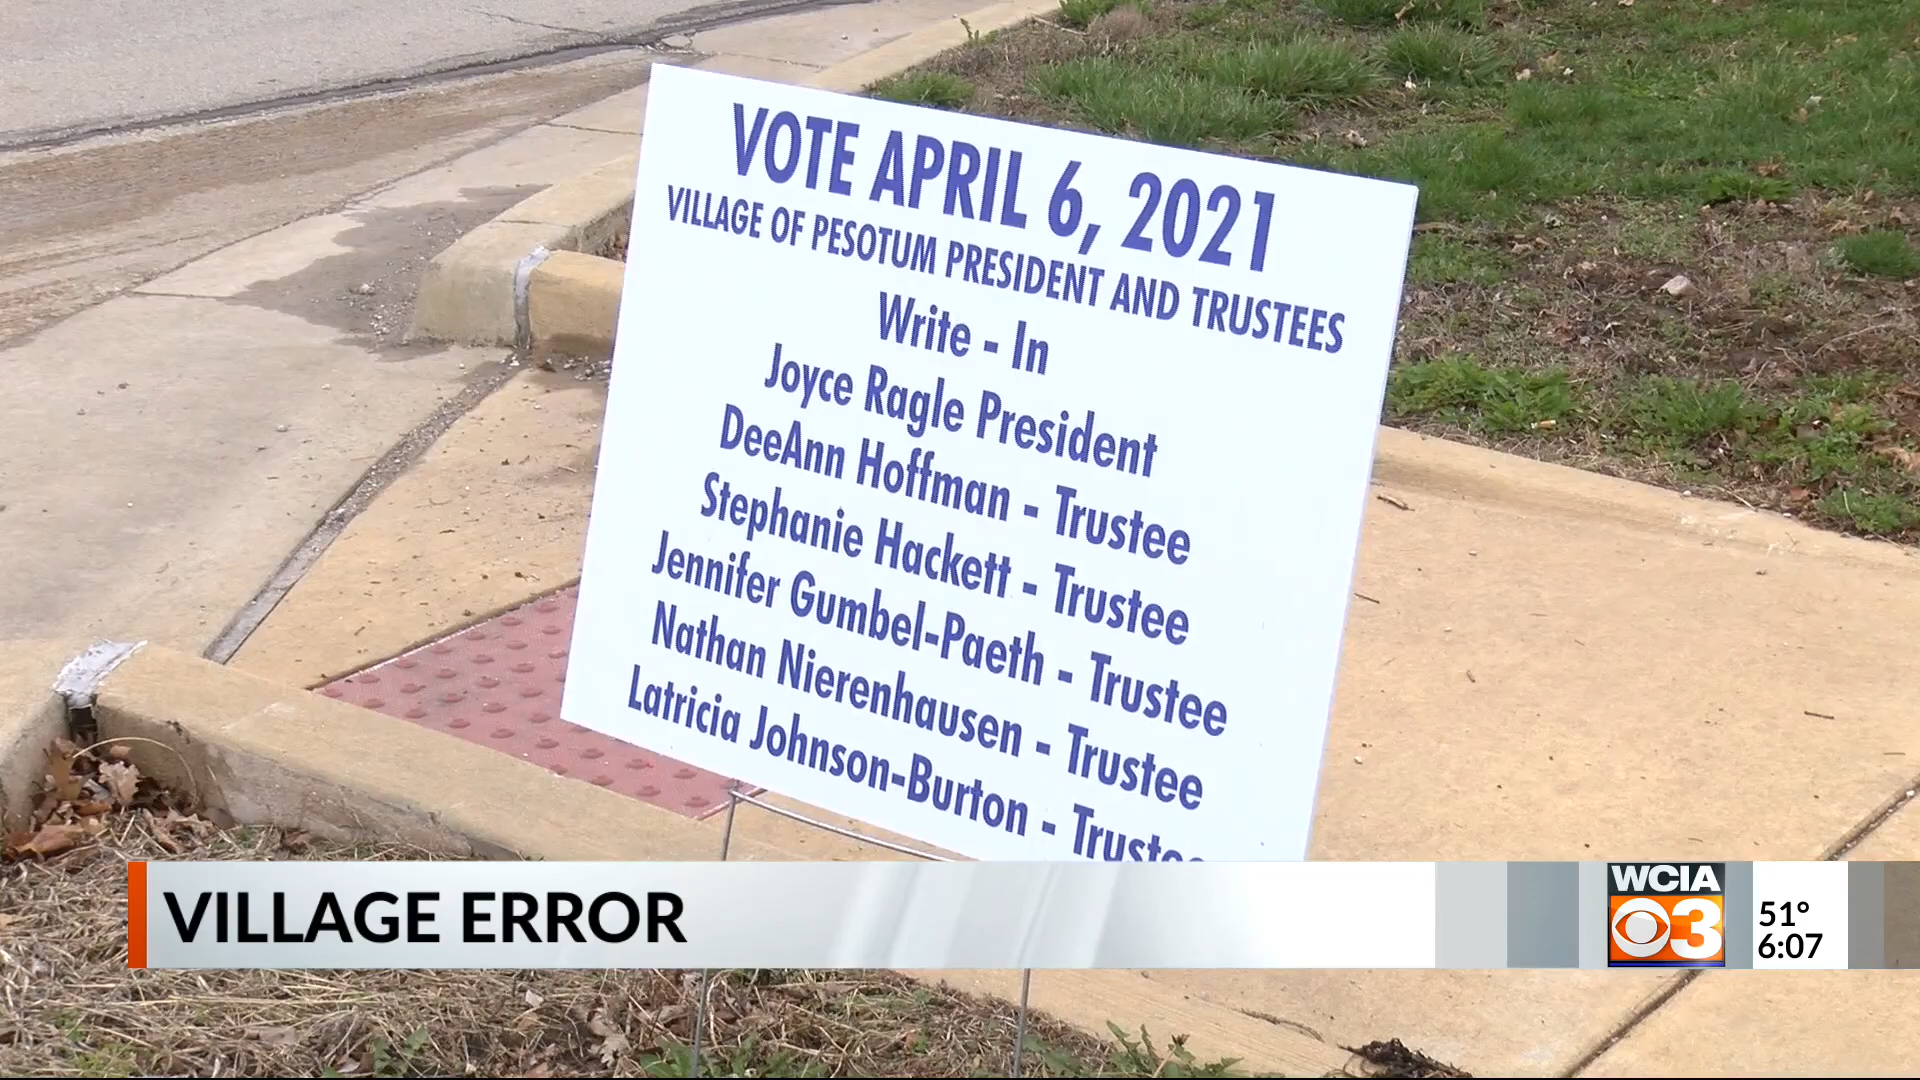 VOTE APRIL 6, 2021
VILLAGE OF PESOTUM PRESIDENT AND TRUSTEES
Write - In
Joyce Ragle President
DeeAnn Hoffman - Trustee
Stephanie Hackett - Trustee
Jennifer Gumbel-Paeth - Trustee
Nathan Nierenhausen - Trustee
Latricia Johnson-Burton - Trustee
VILLAGE ERROR
WCIA
3
51°
6:07